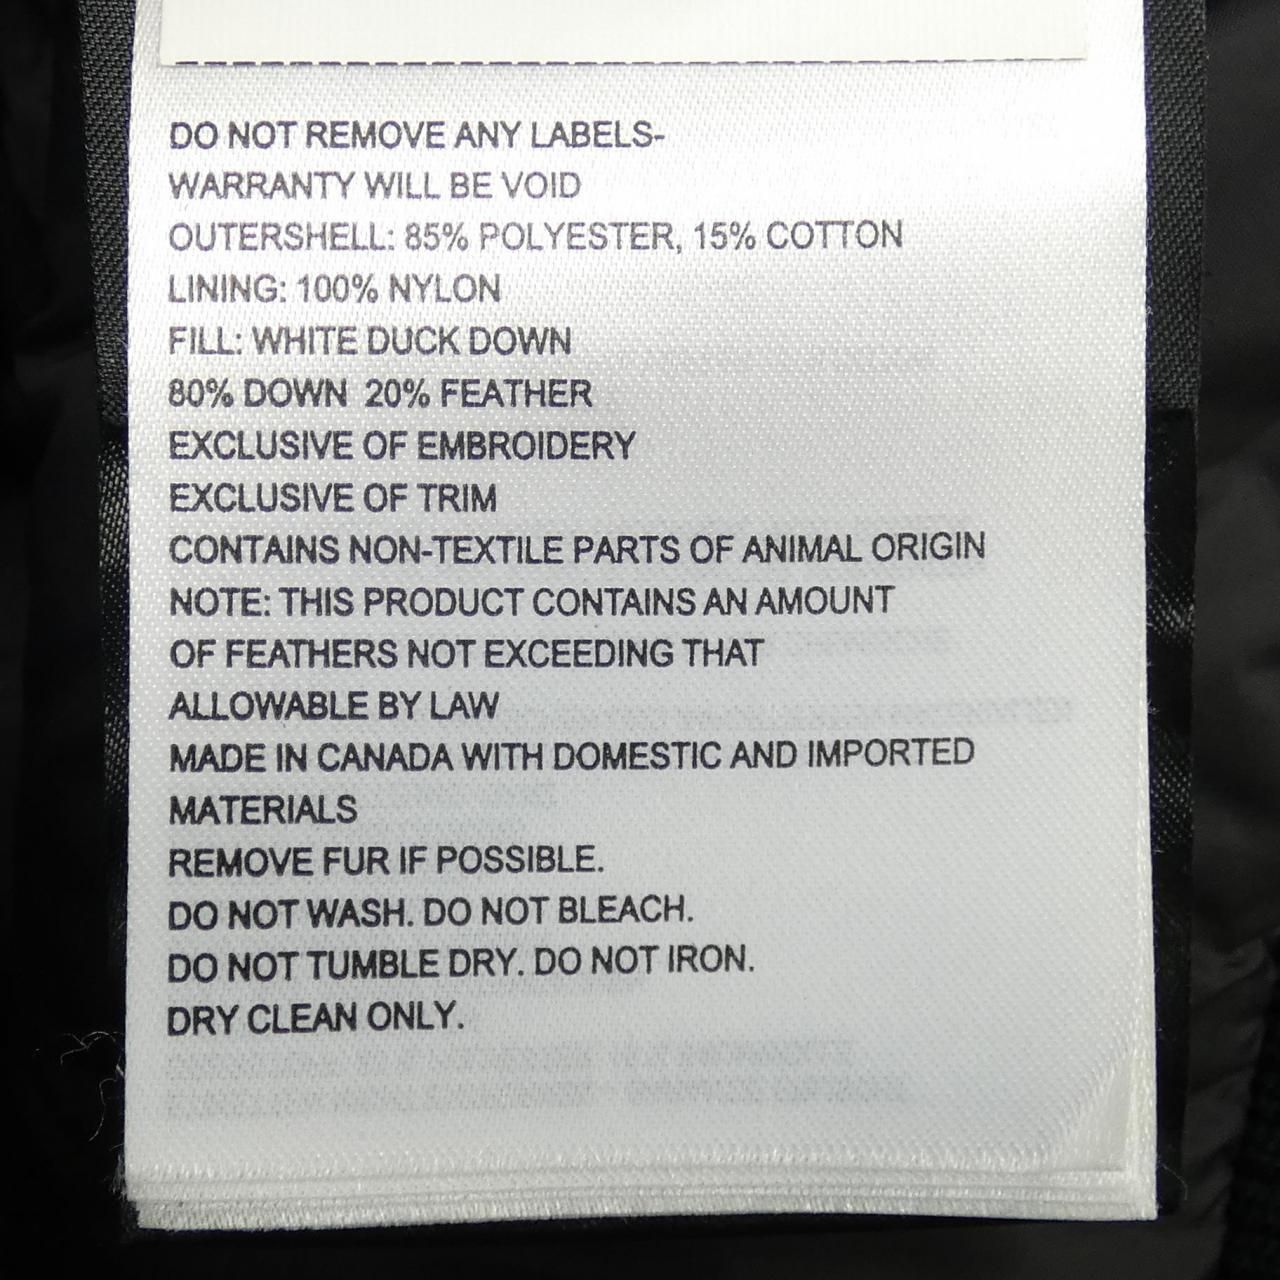 DO NOT REMOVE ANY LABELS-
WARRANTY WILL BE VOID
OUTERSHELL: 85% POLYESTER, 15% COTTON
LINING: 100% NYLON
FILL: WHITE DUCK DOWN
80% DOWN 20% FEATHER
EXCLUSIVE OF EMBROIDERY
EXCLUSIVE OF TRIM
CONTAINS NON-TEXTILE PARTS OF ANIMAL ORIGIN
NOTE: THIS PRODUCT CONTAINS AN AMOUNT
OF FEATHERS NOT EXCEEDING THAT
ALLOWABLE BY LAW
MADE IN CANADA WITH DOMESTIC AND IMPORTED
MATERIALS
REMOVE FUR IF POSSIBLE.
DO NOT WASH. DO NOT BLEACH.
DO NOT TUMBLE DRY. DO NOT IRON.
DRY CLEAN ONLY.